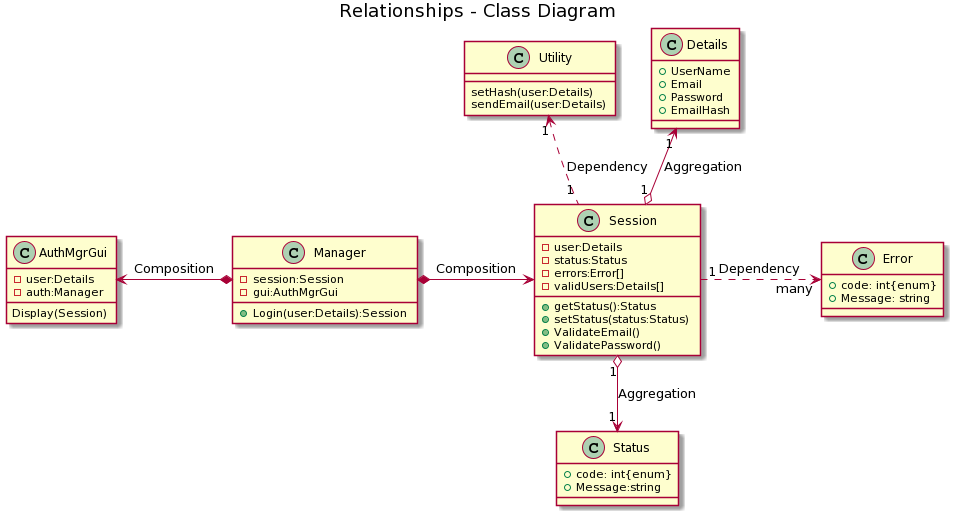 Relationships - Class Diagram
C Utility
setHash(user:Details)
sendEmail(user:Details)
C Details
UserName
Email
Password
EmailHash
1
1
Dependency
Aggregation
1
1
C AuthMgrGui
user:Details
auth:Manager
Display(Session)
Composition
C Manager
session:Session
gui:AuthMgrGui
Login(user:Details):Session
Composition
C Session
user:Details
status:Status
errors:Error[]
validUsers:Details[]
getStatus():Status
setStatus(status:Status)
ValidateEmail()
ValidatePassword()
1 Dependency
many
C Error
code: int{enum}
Message: string
1
Aggregation
1
C Status
code: int{enum}
Message:string